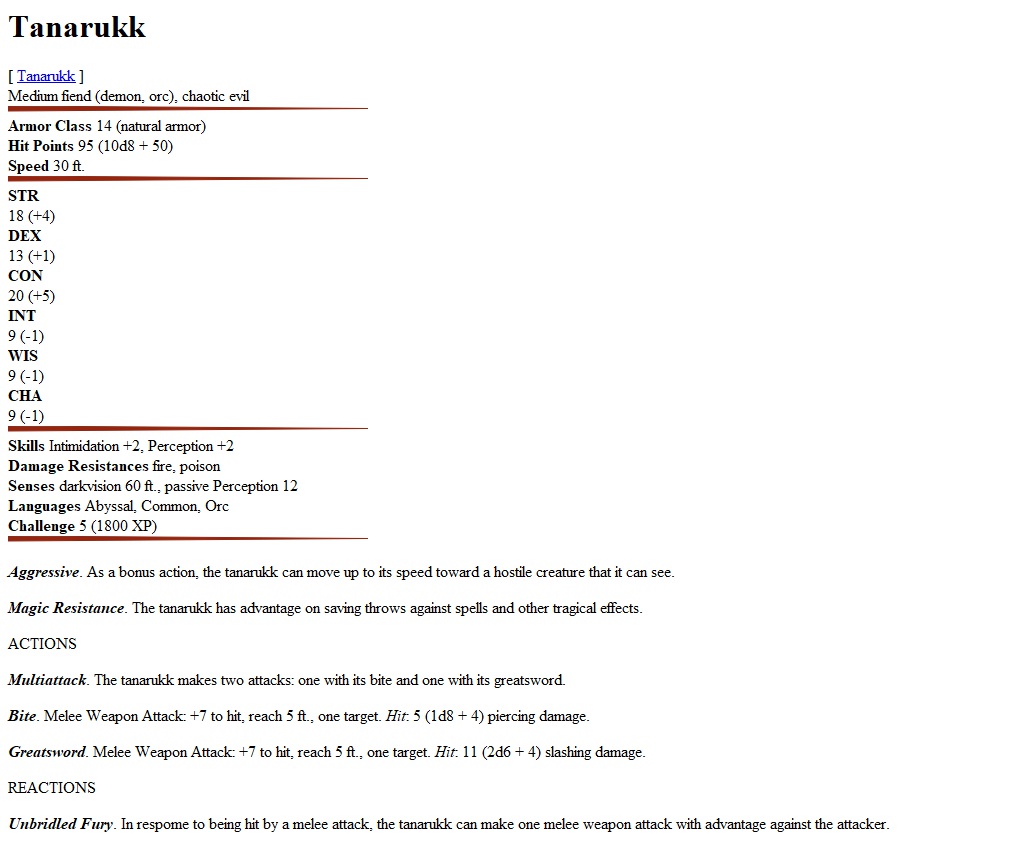 Tanarukk
[ Tanarukk ]
Medium fiend (demon, orc), chaotic evil
Armor Class 14 (natural armor)
Hit Points 95 (10d8 + 50)
Speed 30 ft.
STR
18 (+4)
DEX
13 (+1)
CON
20 (+5)
INT
9 (-1)
WIS
9 (-1)
CHA
9 (-1)
Skills Intimidation +2, Perception +2
Damage Resistances fire, poison
Senses darkvision 60 ft., passive Perception 12
Languages Abyssal, Common, Orc
Challenge 5 (1800 XP)
Aggressive. As a bonus action, the tanarukk can move up to its speed toward a hostile creature that it can see.
Magic Resistance. The tanarukk has advantage on saving throws against spells and other tragical effects.
ACTIONS
Multiattack. The tanarukk makes two attacks: one with its bite and one with its greatsword.
Bite. Melee Weapon Attack: +7 to hit, reach 5 ft., one target. Hit: 5 (1d8 + 4) piercing damage.
Greatsword. Melee Weapon Attack: +7 to hit, reach 5 ft., one target. Hit: 11 (2d6 + 4) slashing damage.
REACTIONS
Unbridled Fury. In respome to being hit by a melee attack, the tanarukk can make one melee weapon attack with advantage against the attacker.